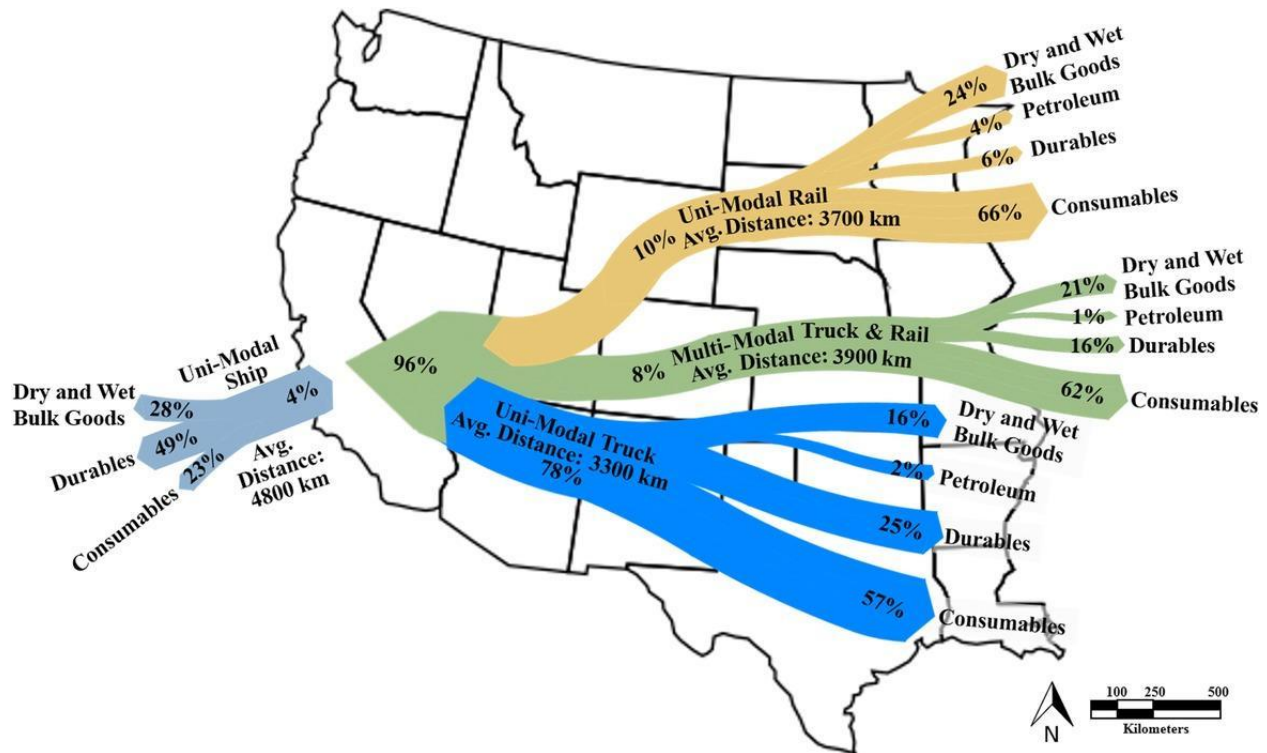 Dry and Wet
Bulk Goods
24%
Petroleum
4%
Durables
6%
Consumables
66%
Uni-Modal Rail
10% Avg. Distance: 3700 km
Dry and Wet
Bulk Goods
21%
Petroleum
1%
Durables
16%
Consumables
62%
Multi-Modal Truck & Rail
8% Avg. Distance: 3900 km
96%
Uni-Modal
Ship
4%
Avg.
Distance:
4800 km
Dry and Wet
Bulk Goods
28%
Durables
49%
Consumables
23%
Uni-Modal Truck
Avg. Distance: 3300 km
78%
16%
Dry and Wet
Bulk Goods
2%
Petroleum
25%
Durables
57%
Consumables
N
100 250 500
Kilometers